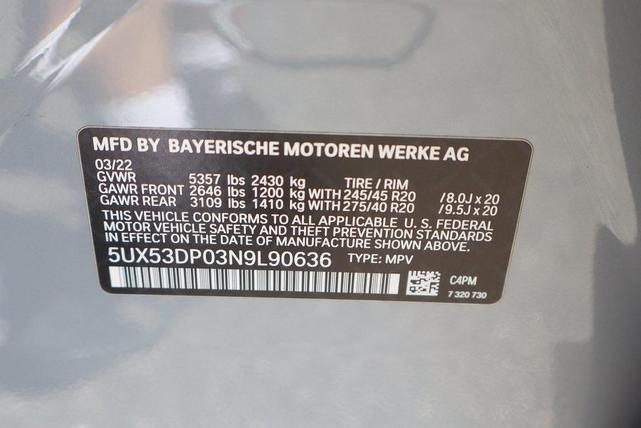 MFD BY BAYERISCHE MOTOREN WERKE AG
03/22
GVWR 5357 lbs 2430 kg TIRE / RIM
GAWR FRONT 2646 lbs 1200 kg WITH 245/45 R20 / 8.0J x 20
GAWR REAR 3109 lbs 1410 kg WITH 275/40 R20 / 9.5J x 20
THIS VEHICLE CONFORMS TO ALL APPLICABLE U. S. FEDERAL
MOTOR VEHICLE SAFETY AND THEFT PREVENTION STANDARDS
IN EFFECT ON THE DATE OF MANUFACTURE SHOWN ABOVE.
5UX53DP03N9L90636 TYPE: MPV
C4PM
7 320 730